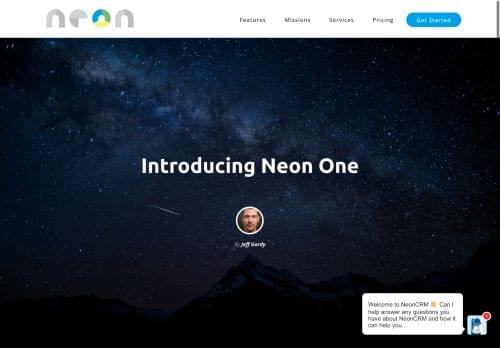 neon
Features
Missions
Services
Pricing
Get Started
Introducing Neon One
By Jeff Gordy
Welcome to NeonCRM 👋 Can I
help answer any questions you
have about NeonCRM and how it
can help you...
1